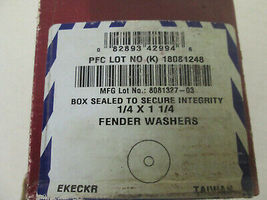 0 82893 42994 6
PFC LOT NO (K) 18081248
MFG Lot No.: 8081327-03
BOX SEALED TO SECURE INTEGRITY
1/4 X 1 1/4
FENDER WASHERS
EKECKR TAIWAN